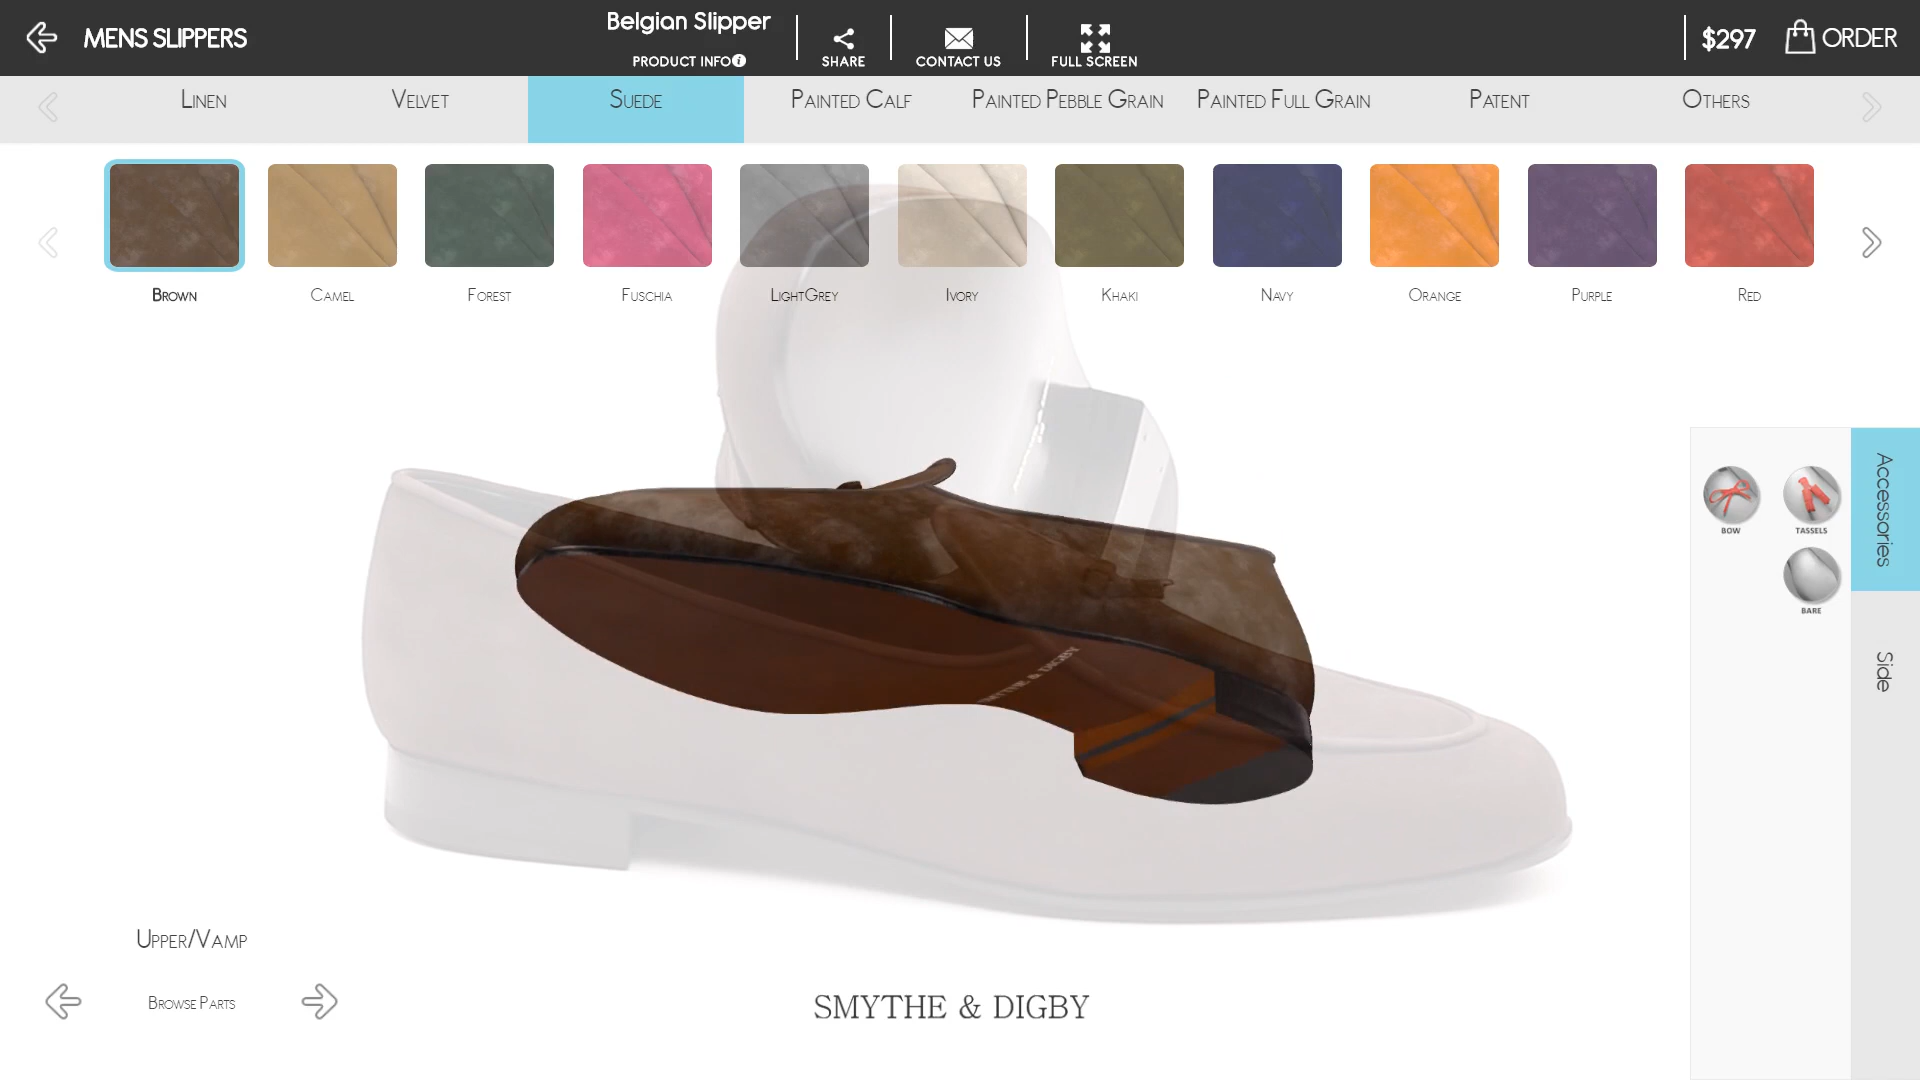 MENS SLIPPERS
Belgian Slipper
PRODUCT INFO
SHARE
CONTACT US
FULL SCREEN
$297
ORDER
LINEN
VELVET
SUEDE
PAINTED CALF
PAINTED PEBBLE GRAIN
PAINTED FULL GRAIN
PATENT
OTHERS
BROWN
CAMEL
FOREST
FUSCHIA
LIGHTGREY
IVORY
KHAKI
NAVY
ORANGE
PURPLE
RED
Accessories
BOW
TASSELS
BARE
Side
SMYTHE & DIGBY
UPPER/VAMP
BROWSE PARTS
SMYTHE & DIGBY